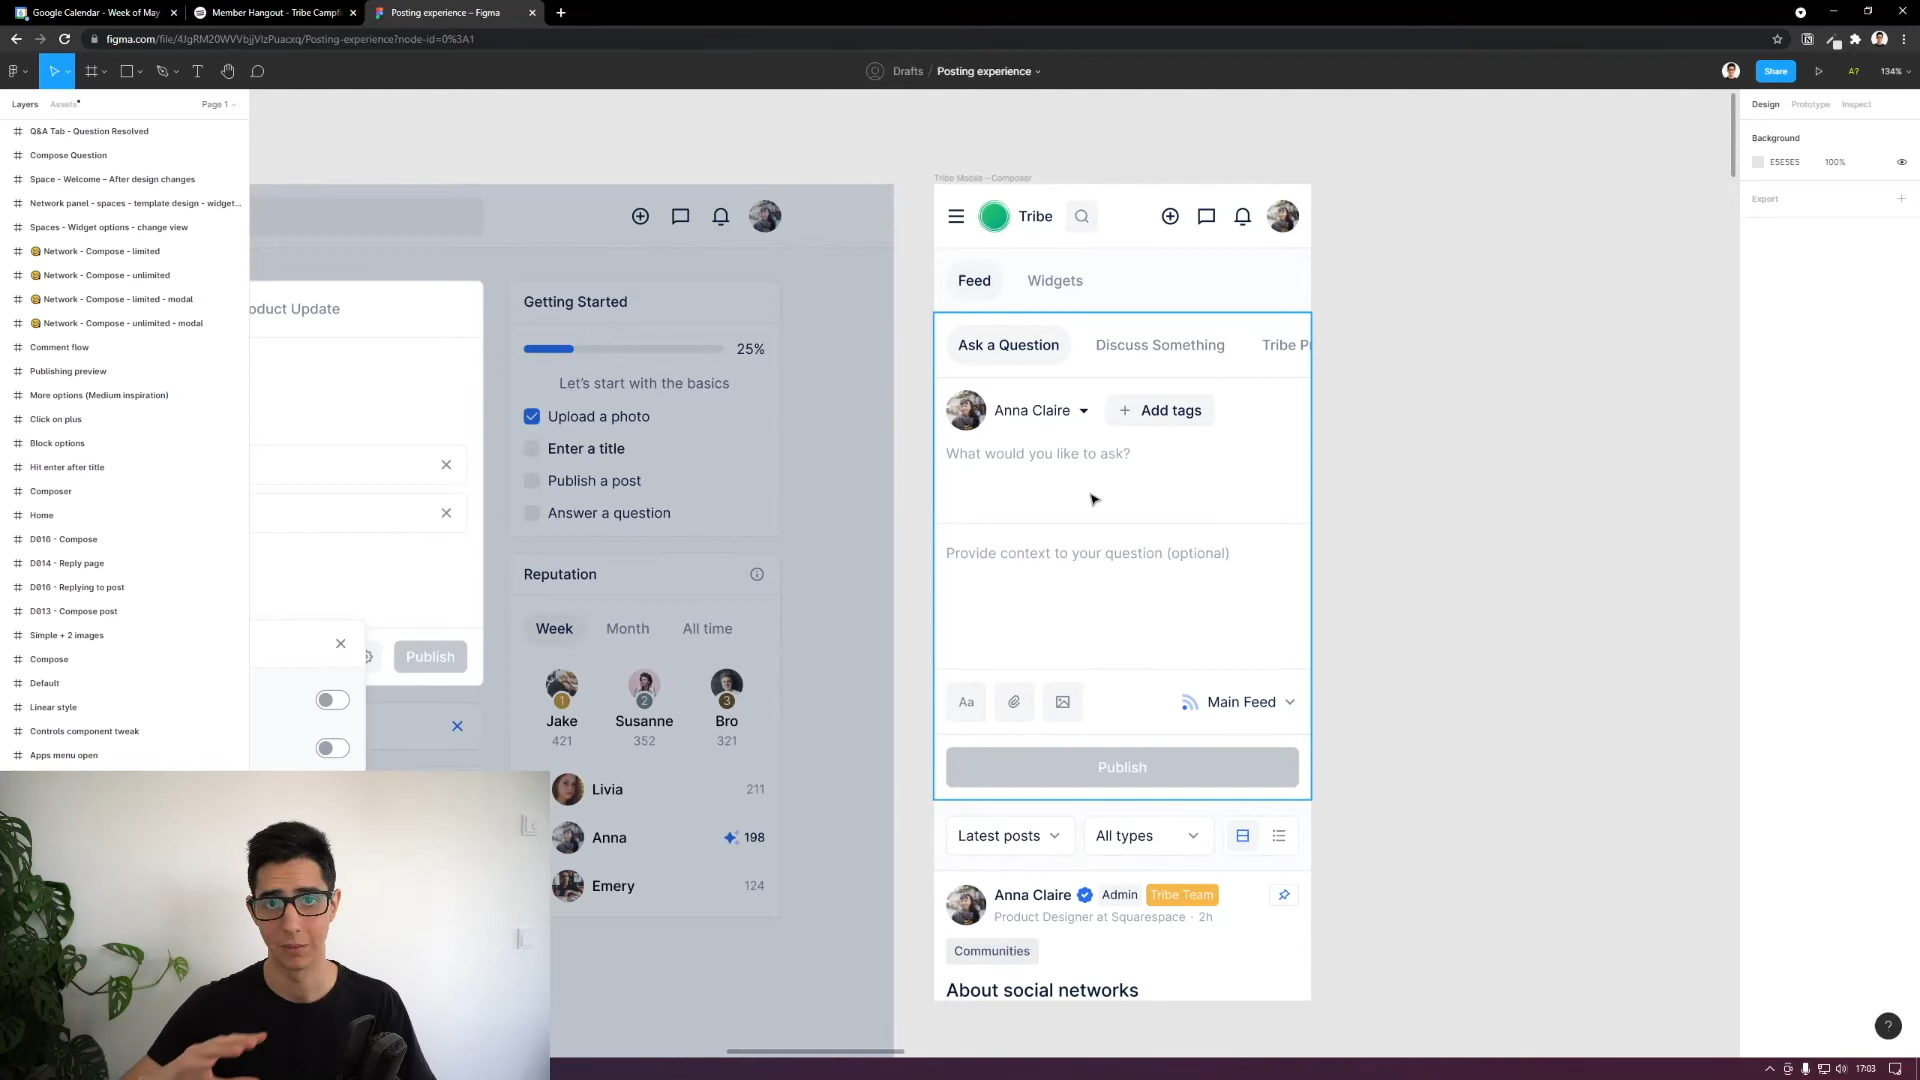 Google Calendar - Week of May
Member Hangout - Tribe Campfi
Posting experience – Figma
figma.com/file/4JgRM20WVVbjjVlzPuacxq/Posting-experience?node-id=0%3A1
Drafts / Posting experience
Share
A?
134%
Layers
Assets
Page 1
Q&A Tab - Question Resolved
Compose Question
Space - Welcome – After design changes
Network panel - spaces - template design - widget...
Spaces - Widget options - change view
Network - Compose - limited
Network - Compose - unlimited
Network - Compose - limited - modal
Network - Compose - unlimited - modal
Comment flow
Publishing preview
More options (Medium inspiration)
Click on plus
Block options
Hit enter after title
Composer
Home
D016 - Compose
D014 - Reply page
D016 - Replying to post
D013 - Compose post
Simple + 2 images
Compose
Default
Linear style
Controls component tweak
Apps menu open
oduct Update
Publish
Getting Started
25%
Let's start with the basics
Upload a photo
Enter a title
Publish a post
Answer a question
Reputation
Week
Month
All time
1
2
3
Jake
Susanne
Bro
421
352
321
Livia
211
Anna
198
Emery
124
Tribe Mobile – Composer
Tribe
Feed
Widgets
Ask a Question
Discuss Something
Tribe Pr
Anna Claire
+ Add tags
What would you like to ask?
Provide context to your question (optional)
Aa
Main Feed
Publish
Latest posts
All types
Anna Claire
Admin
Tribe Team
Product Designer at Squarespace · 2h
Communities
About social networks
Design
Prototype
Inspect
Background
E5E5E5
100%
Export
?
17:03